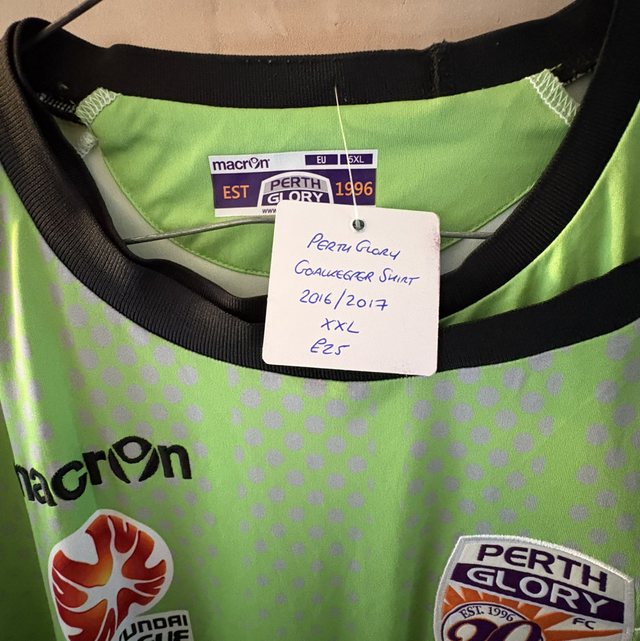 macron EU 5XL
EST PERTH GLORY 1996
PERTH GLORY
GOALKEEPER SHIRT
2016/2017
XXL
£25
macron
PERTH
GLORY
FC
EST. 1996